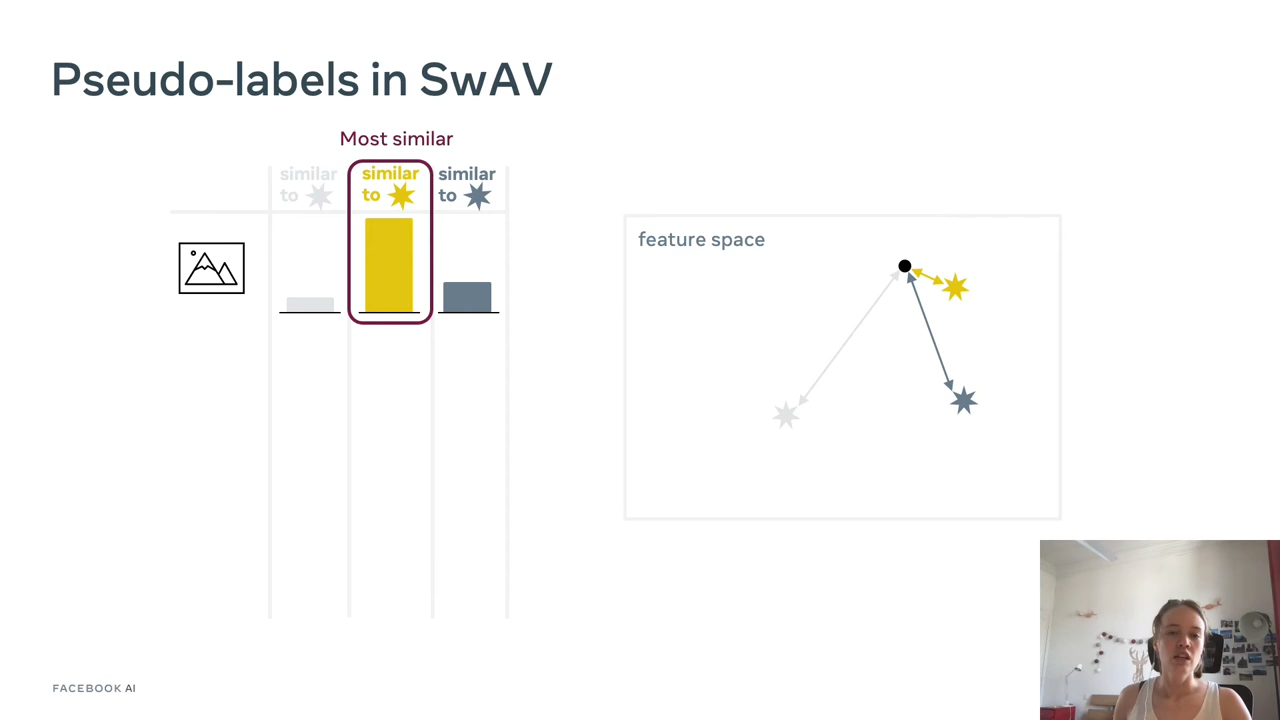 Pseudo-labels in SwAV
Most similar
similar to
similar to
similar to
feature space
FACEBOOK AI